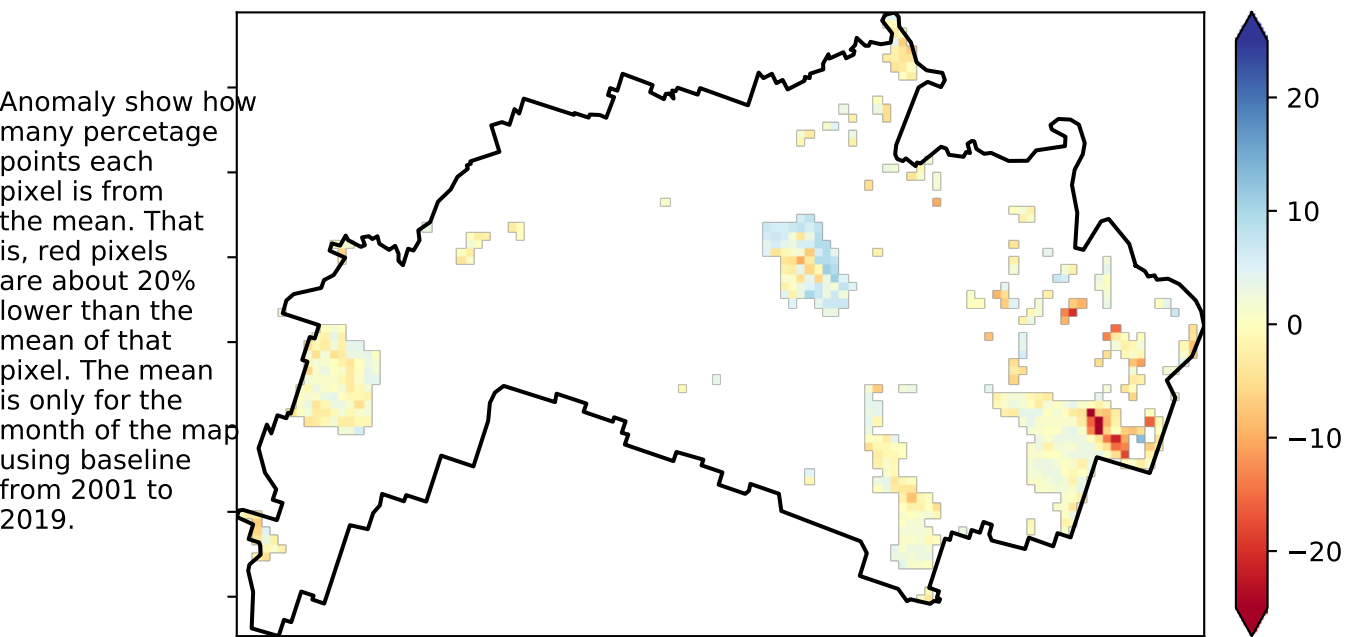 Anomaly show how
many percetage
points each
pixel is from
the mean. That
is, red pixels
are about 20%
lower than the
mean of that
pixel. The mean
is only for the
month of the map
using baseline
from 2001 to
2019.
20
10
0
−10
−20